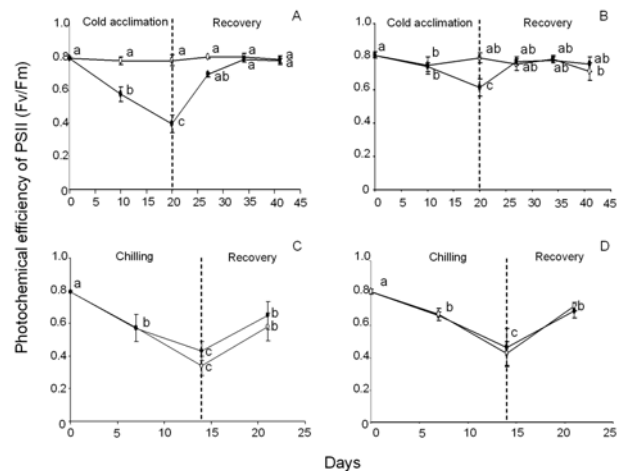 Photochemical efficiency of PSII (Fv/Fm)
A
Cold acclimation Recovery
1.0
0.8
0.6
0.4
0.2
0
a a a a a a
b c ab a a
0 5 10 15 20 25 30 35 40 45
B
Cold acclimation Recovery
1.0
0.8
0.6
0.4
0.2
0
a b ab ab ab ab
b c ab ab b
0 5 10 15 20 25 30 35 40 45
C
Chilling Recovery
1.0
0.8
0.6
0.4
0.2
0
a b c b
c b
0 5 10 15 20 25
D
Chilling Recovery
1.0
0.8
0.6
0.4
0.2
0
a b c b
0 5 10 15 20 25
Days